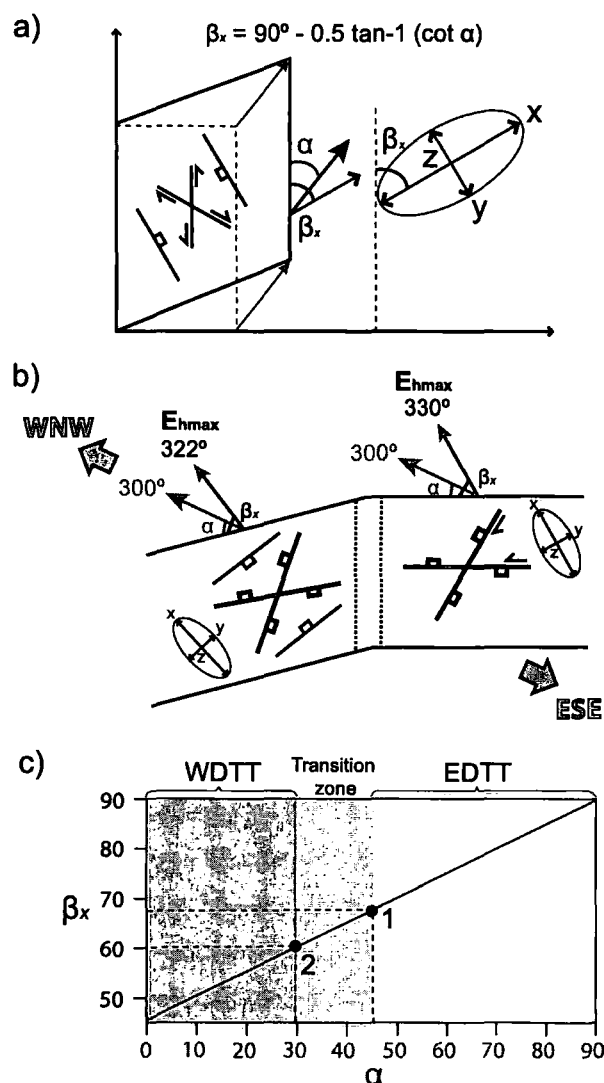 a)
βx = 90º - 0.5 tan-1 (cot α)
α
βx
βx
x
z
y
b)
WNW
Ehmax
322º
300º
α
βx
Ehmax
330º
300º
α
βx
x
y
z
x
y
z
ESE
c)
WDTT
Transition
zone
EDTT
90
80
70
60
50
βx
1
2
0 10 20 30 40 50 60 70 80 90
α